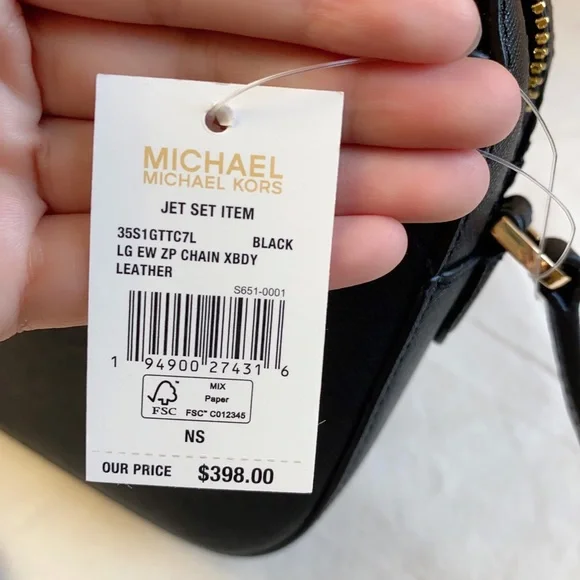 MICHAEL
MICHAEL KORS
JET SET ITEM
35S1GTTC7L BLACK
LG EW ZP CHAIN XBDY
LEATHER
S651-0001
1 94900 27431 6
FSC
MIX
Paper
FSC™ C012345
NS
OUR PRICE $398.00